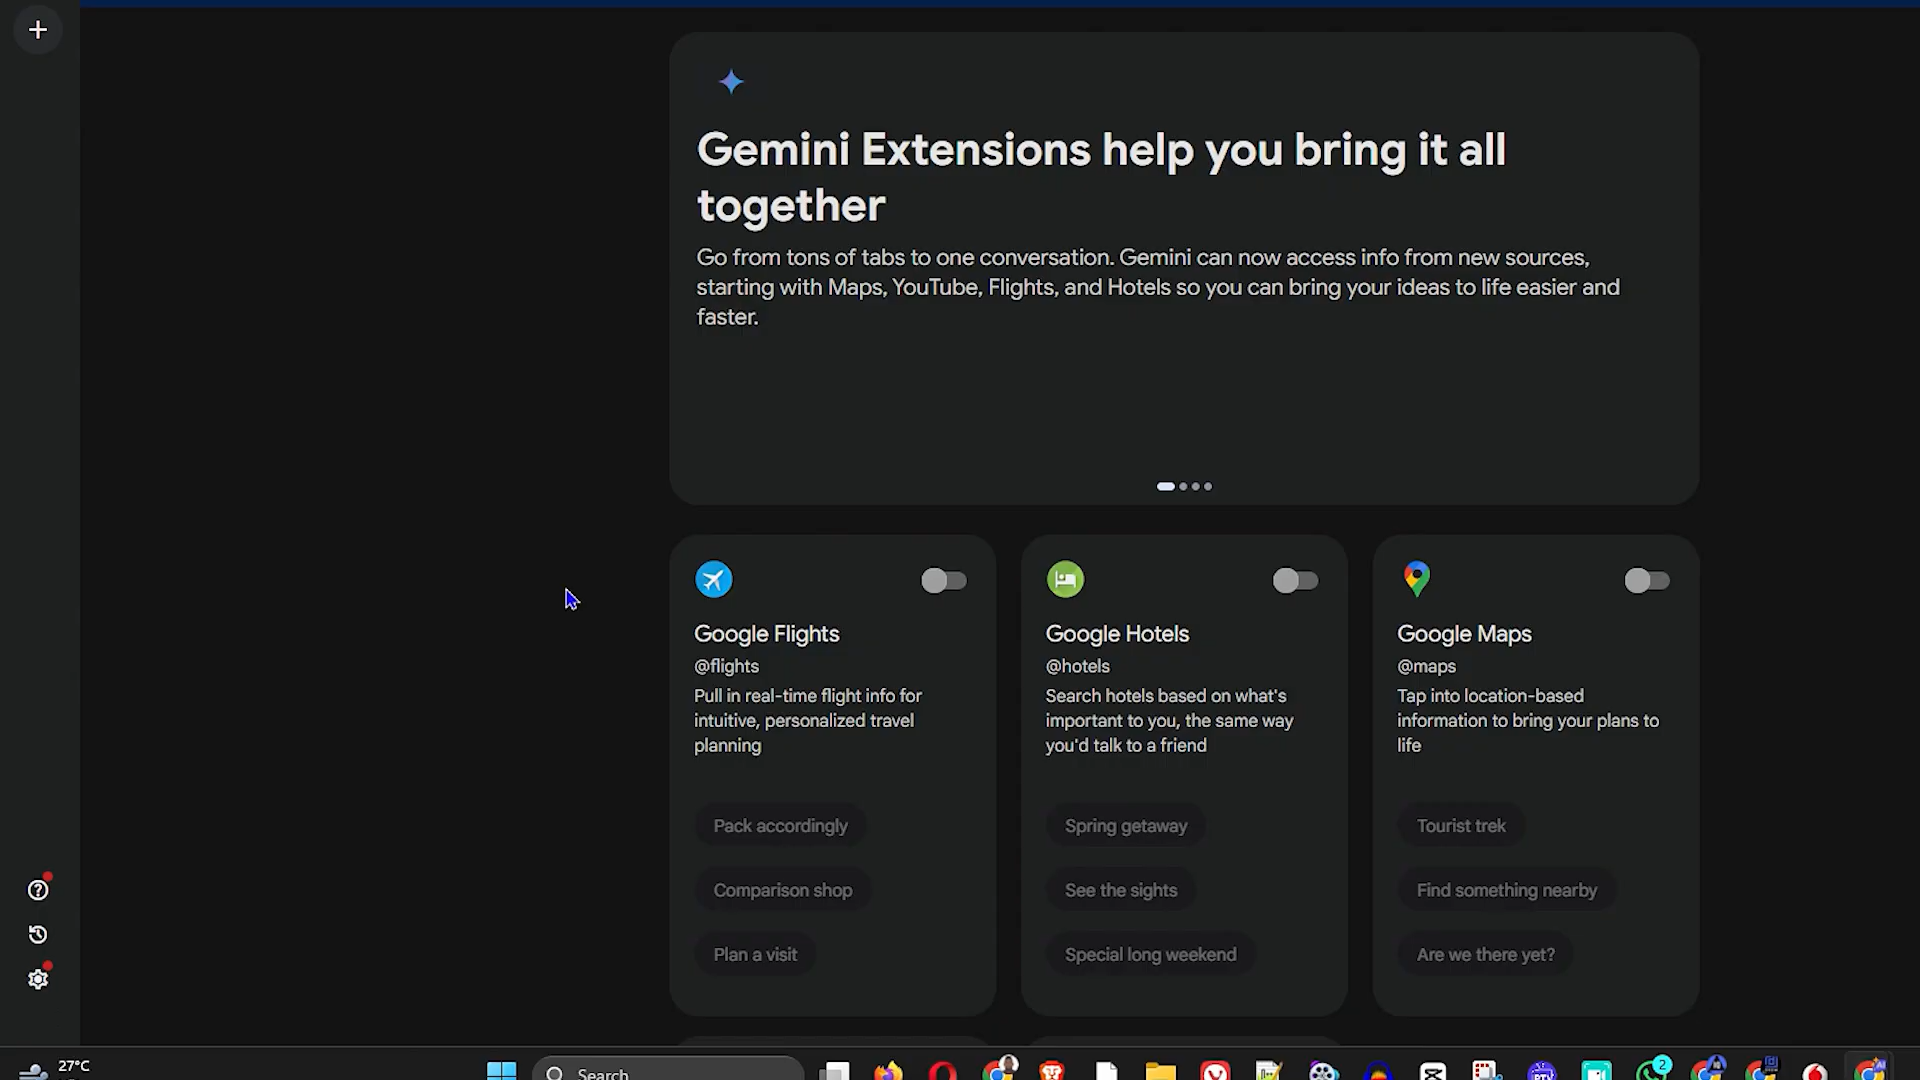 Gemini Extensions help you bring it all
together
Go from tons of tabs to one conversation. Gemini can now access info from new sources,
starting with Maps, YouTube, Flights, and Hotels so you can bring your ideas to life easier and
faster.
Google Flights
@flights
Pull in real-time flight info for
intuitive, personalized travel
planning
Pack accordingly
Comparison shop
Plan a visit
Google Hotels
@hotels
Search hotels based on what's
important to you, the same way
you'd talk to a friend
Spring getaway
See the sights
Special long weekend
Google Maps
@maps
Tap into location-based
information to bring your plans to
life
Tourist trek
Find something nearby
Are we there yet?
27°C
Search
2